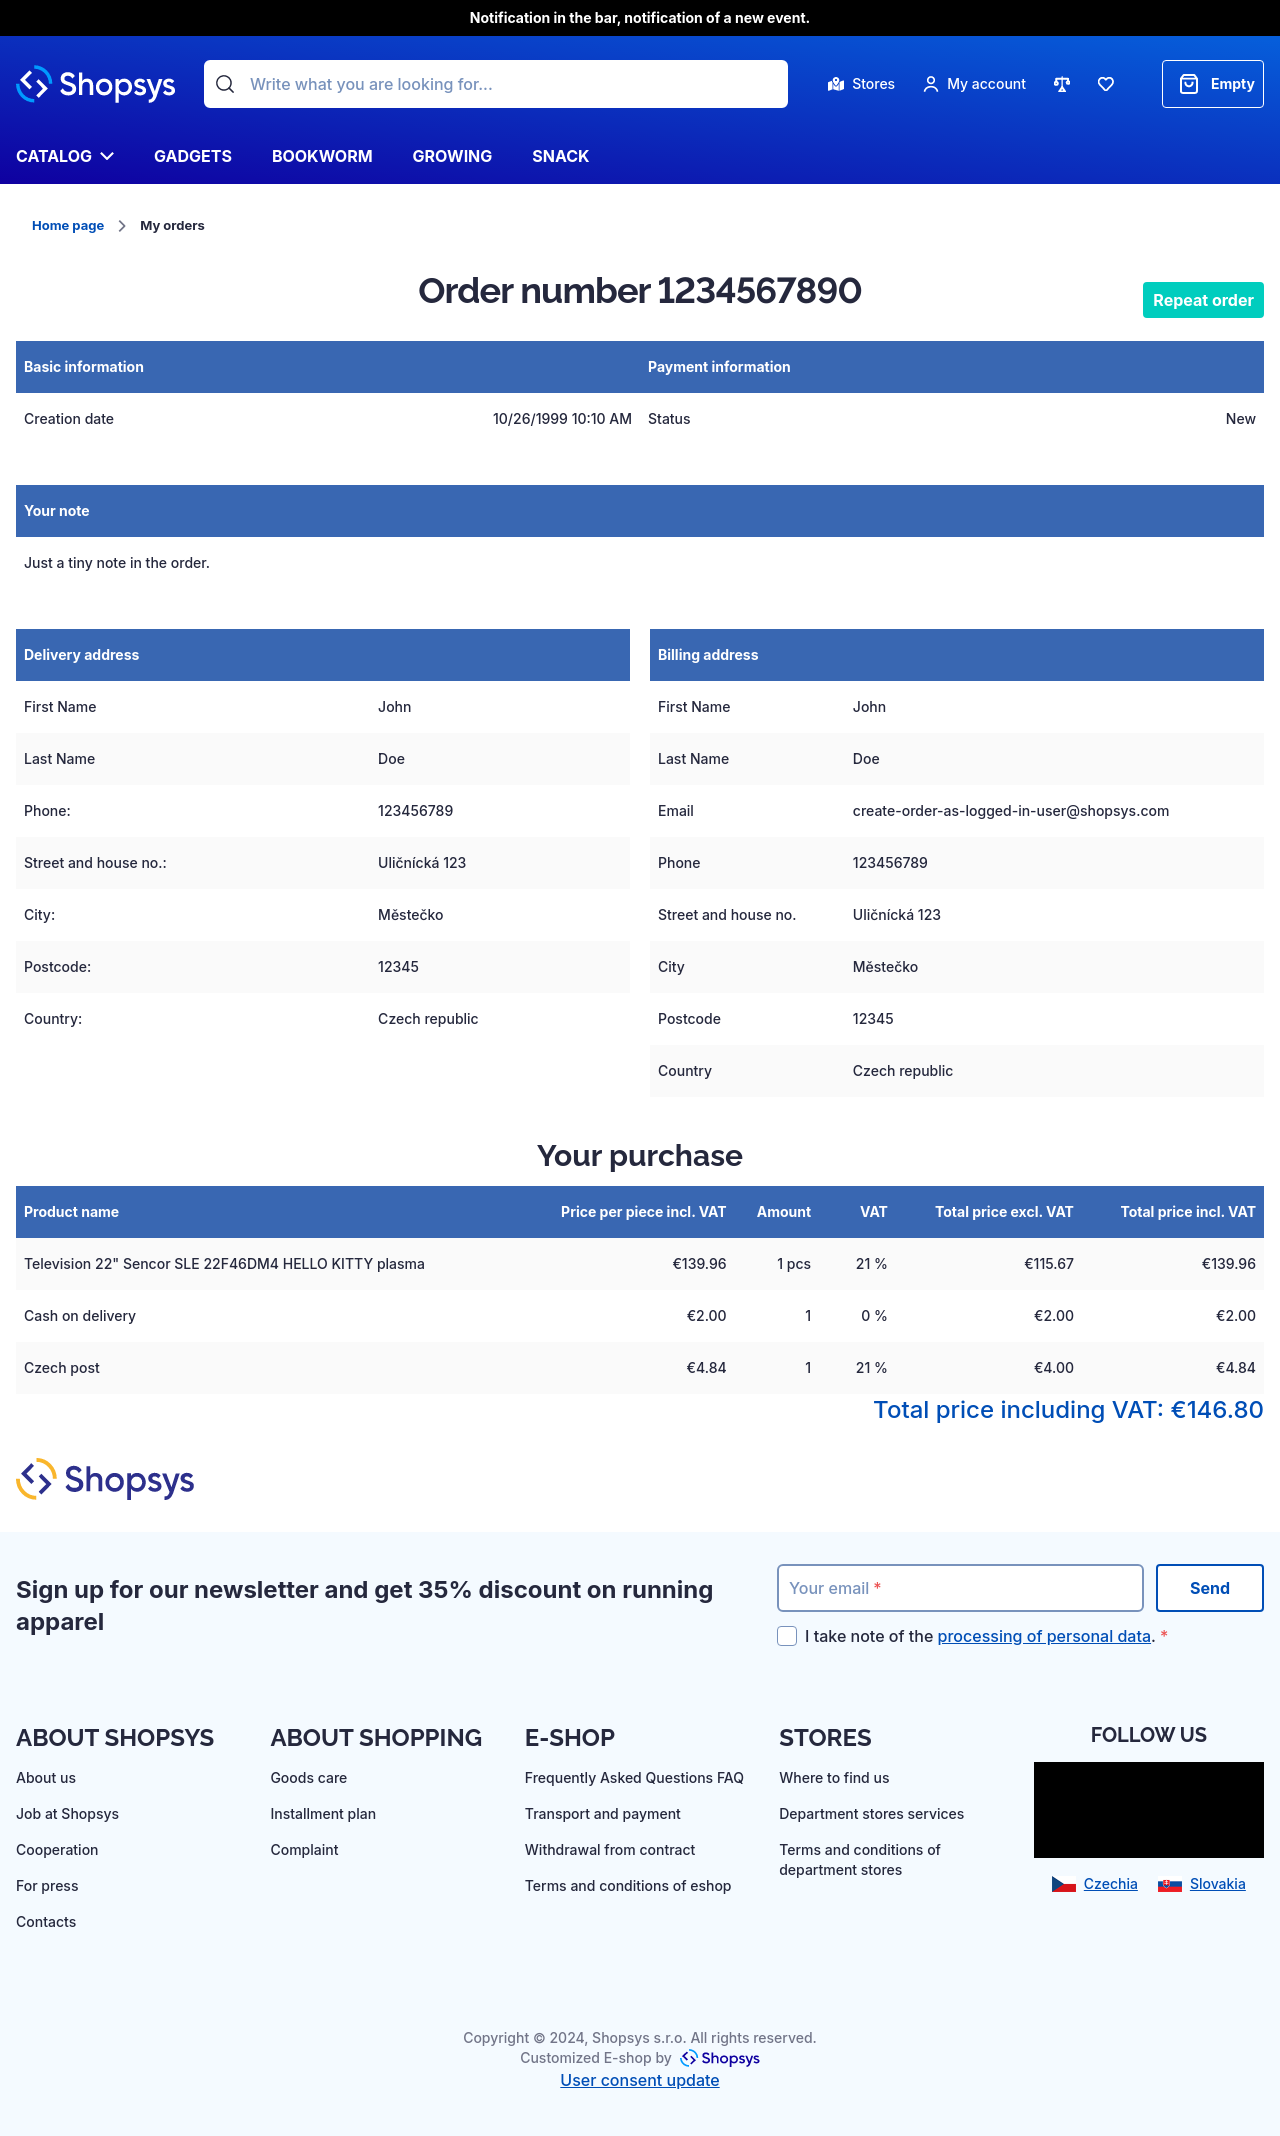 Notification in the bar, notification of a new event.
Shopsys
Write what you are looking for...
Stores
My account
Empty
CATALOG GADGETS BOOKWORM GROWING SNACK
Home page My orders
Order number 1234567890
Repeat order
Basic information Payment information
Creation date 10/26/1999 10:10 AM Status New
Your note
Just a tiny note in the order.
Delivery address
First Name John
Last Name Doe
Phone: 123456789
Street and house no.: Uličnícká 123
City: Městečko
Postcode: 12345
Country: Czech republic
Billing address
First Name John
Last Name Doe
Email create-order-as-logged-in-user@shopsys.com
Phone 123456789
Street and house no. Uličnícká 123
City Městečko
Postcode 12345
Country Czech republic
Your purchase
Product name Price per piece incl. VAT Amount VAT Total price excl. VAT Total price incl. VAT
Television 22" Sencor SLE 22F46DM4 HELLO KITTY plasma €139.96 1 pcs 21 % €115.67 €139.96
Cash on delivery €2.00 1 0 % €2.00 €2.00
Czech post €4.84 1 21 % €4.00 €4.84
Total price including VAT: €146.80
Shopsys
Sign up for our newsletter and get 35% discount on running
apparel
Your email *
Send
I take note of the processing of personal data. *
ABOUT SHOPSYS
About us
Job at Shopsys
Cooperation
For press
Contacts
ABOUT SHOPPING
Goods care
Installment plan
Complaint
E-SHOP
Frequently Asked Questions FAQ
Transport and payment
Withdrawal from contract
Terms and conditions of eshop
STORES
Where to find us
Department stores services
Terms and conditions of
department stores
FOLLOW US
Czechia Slovakia
Copyright © 2024, Shopsys s.r.o. All rights reserved.
Customized E-shop by Shopsys
User consent update